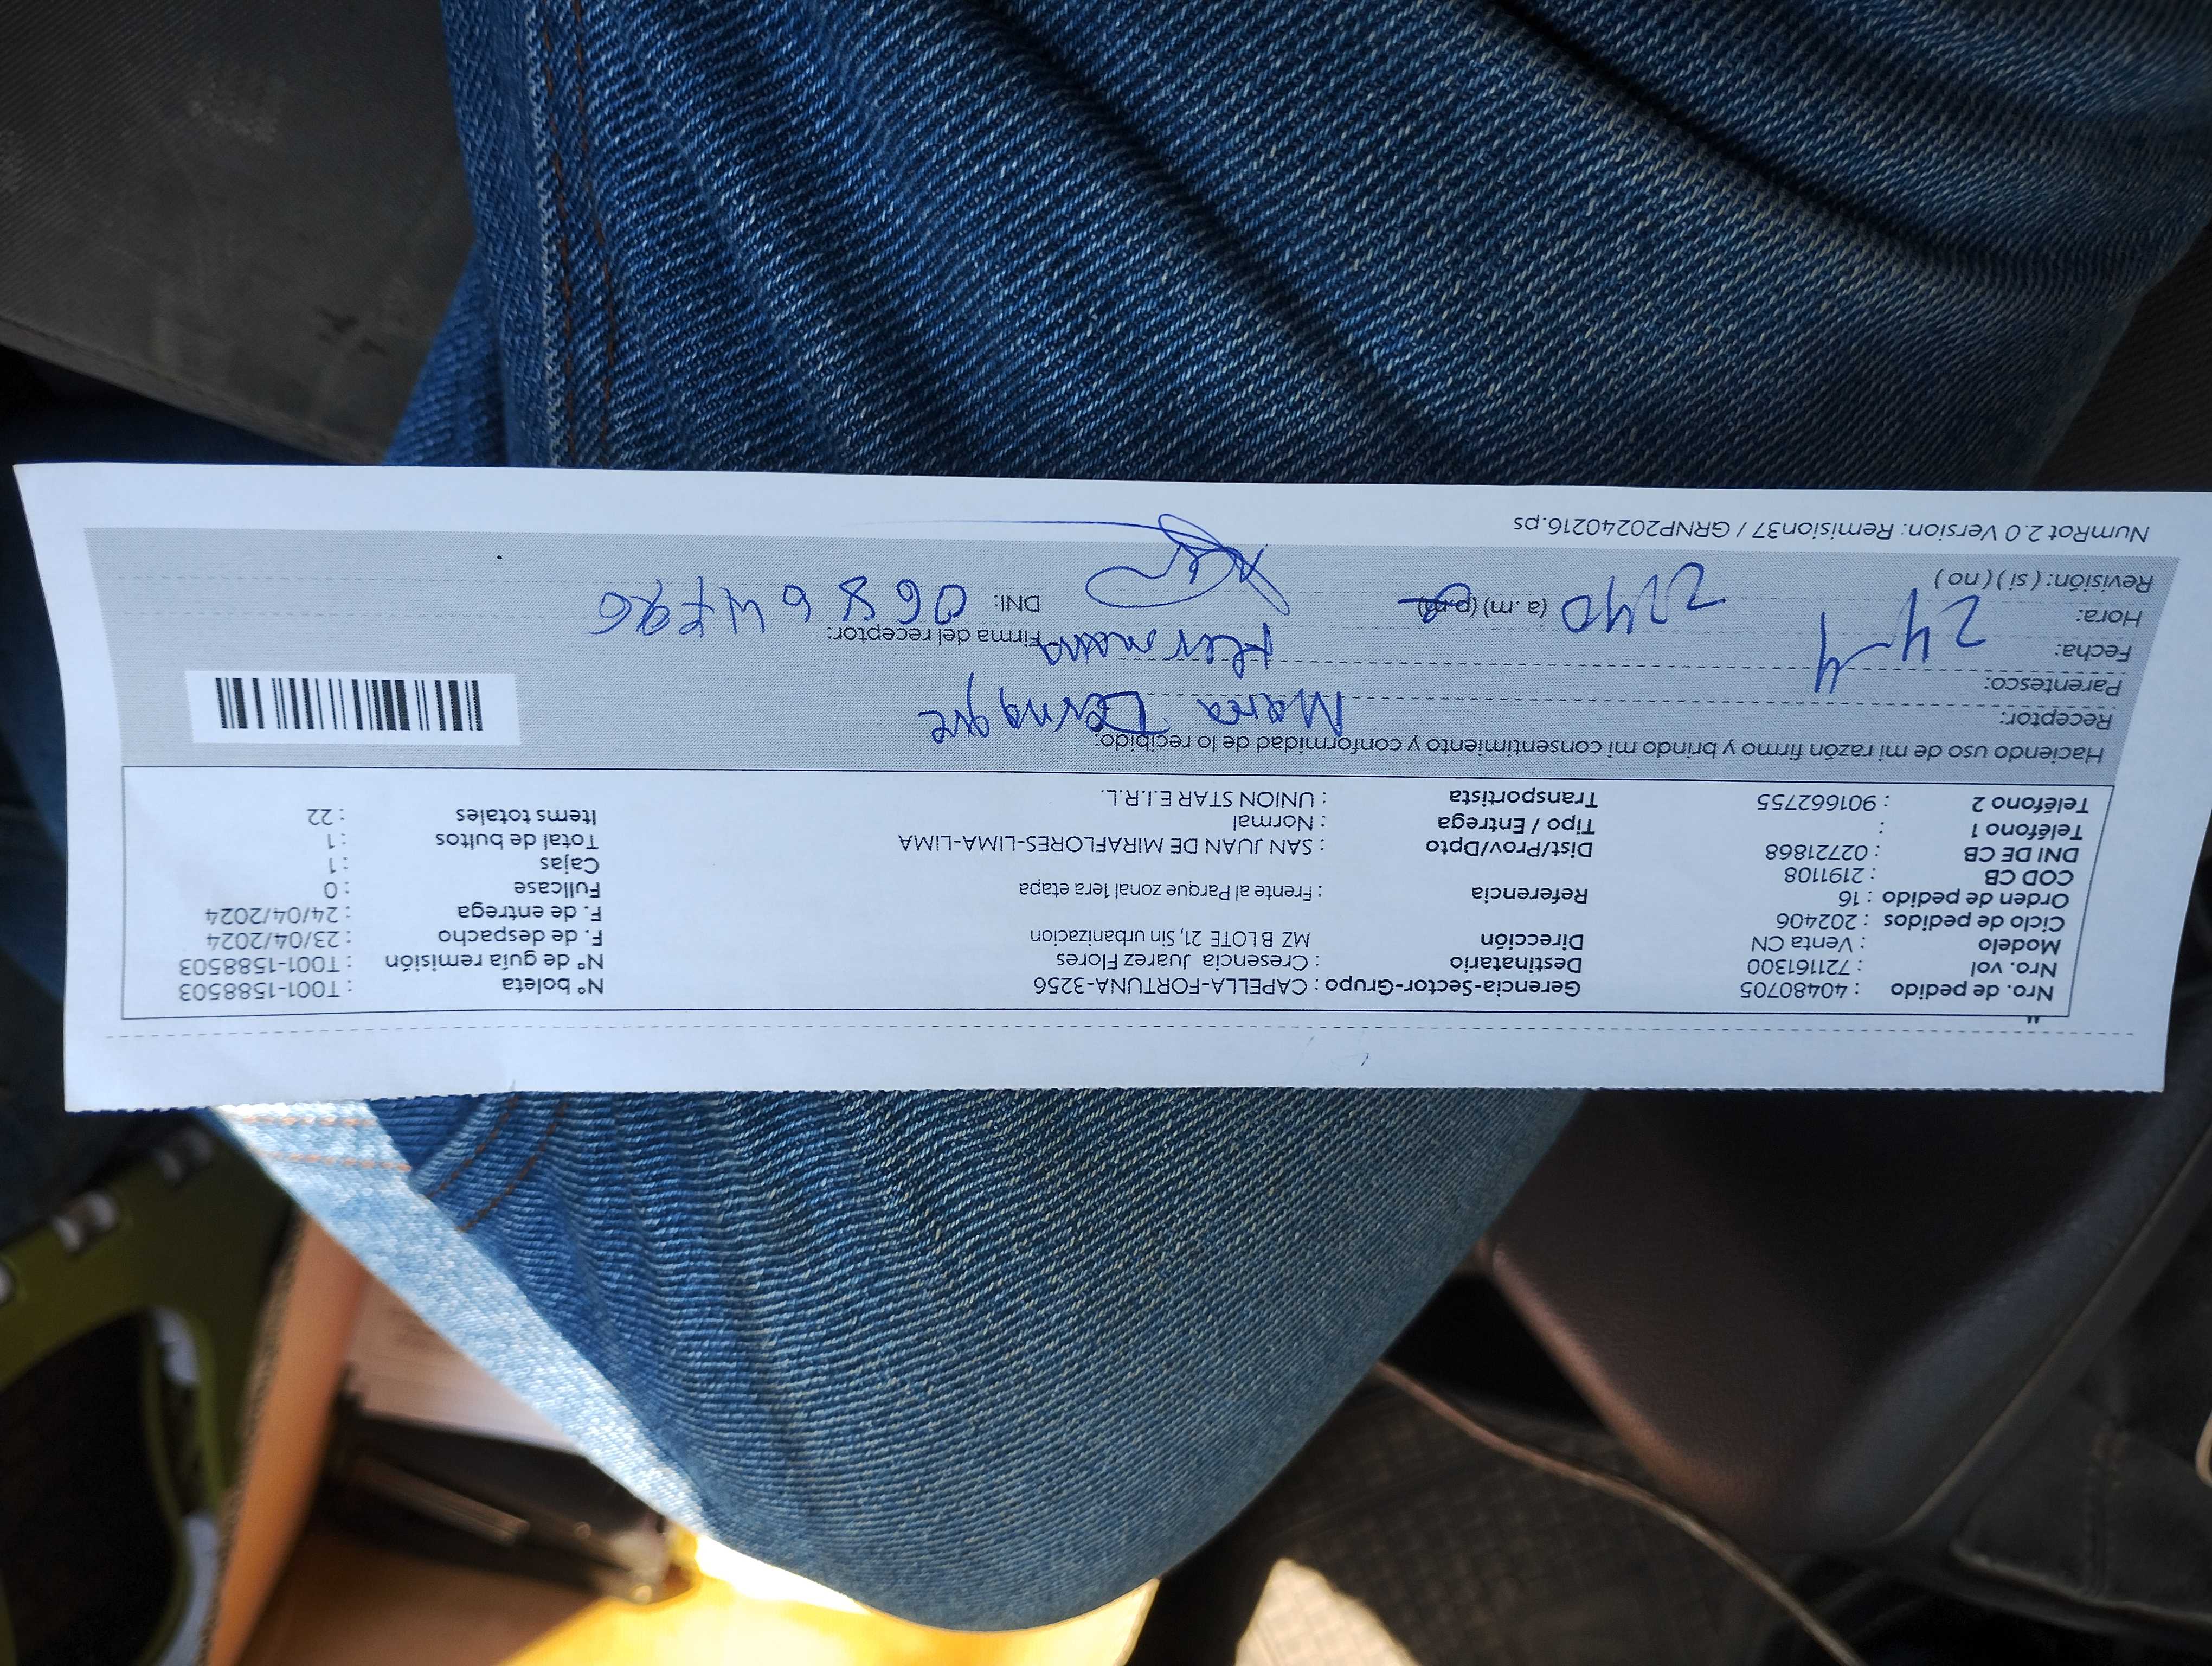 Nro. de pedido : 40480705 Gerencia-Sector-Grupo : CAPELLA-FORTUNA-3256 N° boleta : T001-1588503
Nro. vol : 721161300 Destinatario : Cresencia Juarez Flores N° de guía remisión : T001-1588503
Modelo : Venta CN Dirección MZ B LOTE 21, Sin urbanizacion F. de despacho : 23/04/2024
Ciclo de pedidos : 202406 F. de entrega : 24/04/2024
Orden de pedido : 16 Referencia : Frente al Parque zonal 1era etapa Fullcase : 0
COD CB : 2191108 Cajas : 1
DNI DE CB : 02721868 Dist/Prov/Dpto : SAN JUAN DE MIRAFLORES-LIMA-LIMA Total de bultos : 1
Teléfono 1 : Tipo / Entrega : Normal Items totales : 22
Teléfono 2 : 901662755 Transportista : UNION STAR E.I.R.L.
Haciendo uso de mi razón firmo y brindo mi consentimiento y conformidad de lo recibido:
Receptor: Maria
Parentesco: Hermana
Fecha: 24-4
Hora: (a.m) (p.m) Firma del receptor:
Revisión: ( si ) ( no ) DNI:
NumRot 2.0 Version: Remision37 / GRNP20240216.ps